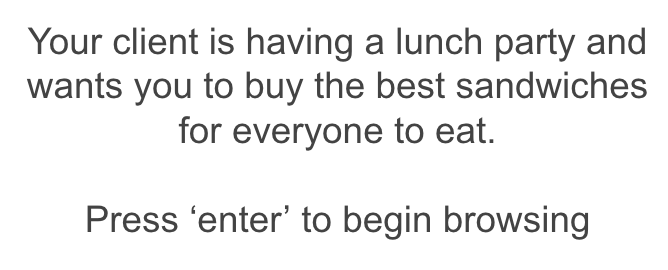 Your client is having a lunch party and
wants you to buy the best sandwiches
for everyone to eat.
Press ‘enter’ to begin browsing